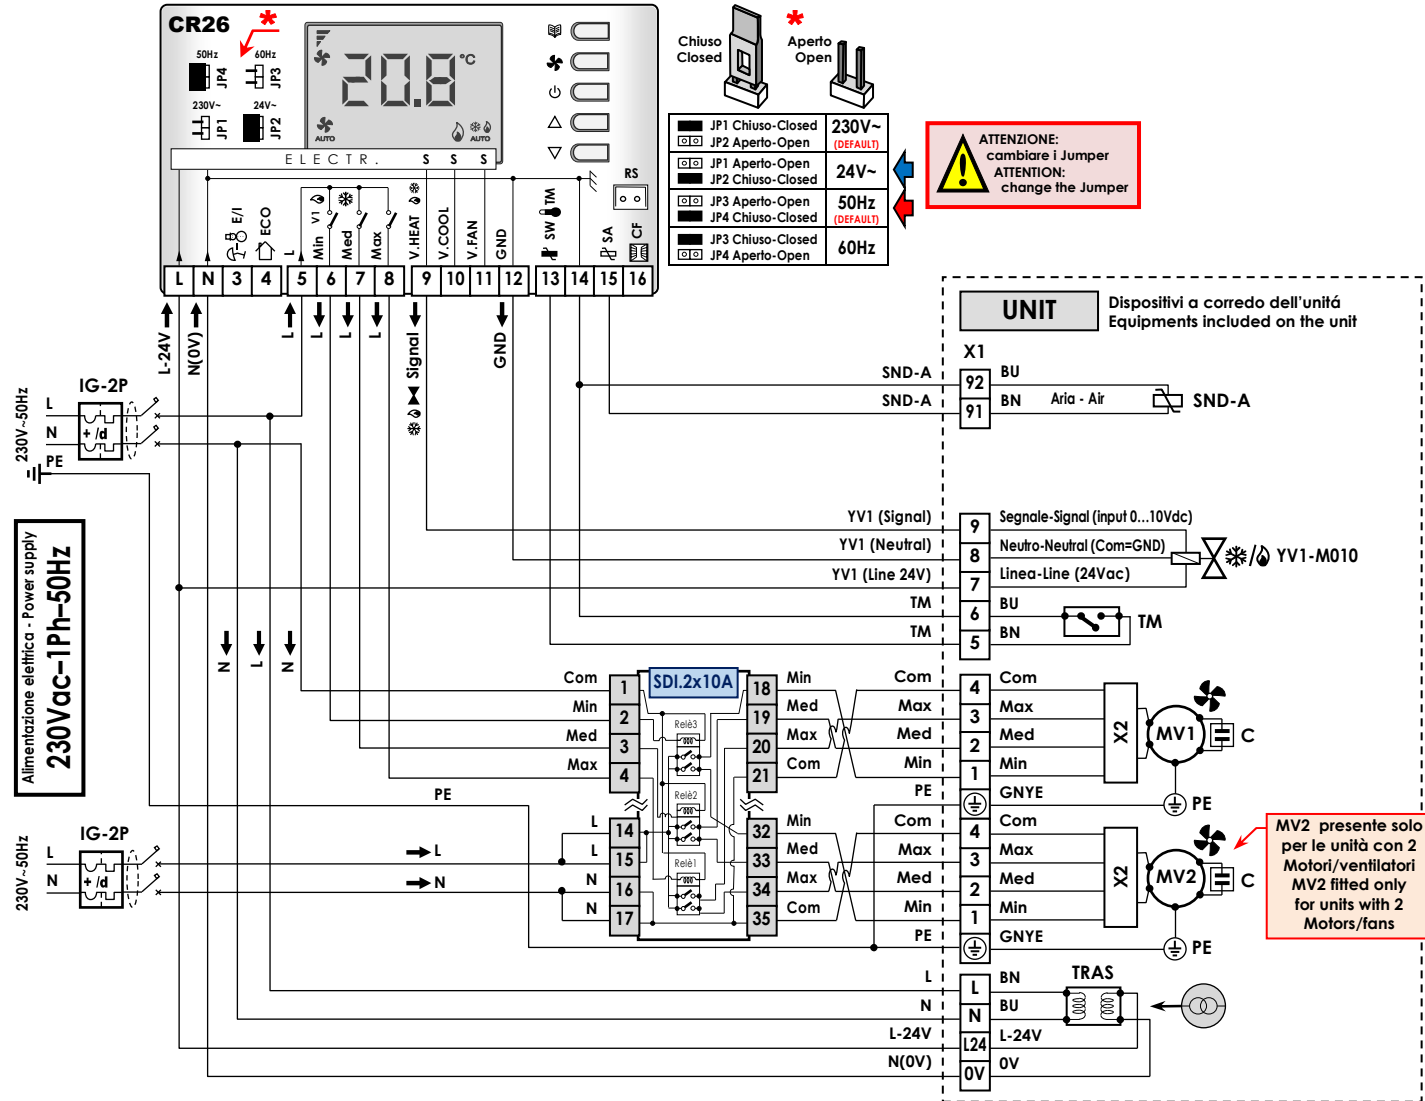 CR26
*
50Hz
60Hz
JP4
JP3
230V~
24V~
JP1
JP2
20.8 °C
AUTO
AUTO
ELECTR.
S S S
RS
E/I
ECO
L
V1
Min
Med
Max
V.HEAT
V.COOL
V.FAN
GND
SW
TM
SA
CF
L N 3 4 5 6 7 8 9 10 11 12 13 14 15 16
Chiuso
Closed
*
Aperto
Open
JP1 Chiuso-Closed
JP2 Aperto-Open
230V~
(DEFAULT)
JP1 Aperto-Open
JP2 Chiuso-Closed
24V~
JP3 Aperto-Open
JP4 Chiuso-Closed
50Hz
(DEFAULT)
JP3 Chiuso-Closed
JP4 Aperto-Open
60Hz
ATTENZIONE:
cambiare i Jumper
ATTENTION:
change the Jumper
L-24V
N(0V)
L
L
L
L
Signal
GND
UNIT
Dispositivi a corredo dell'unitá
Equipments included on the unit
X1
SND-A 92 BU
SND-A 91 BN
Aria - Air
SND-A
IG-2P
230V~50Hz
L
N
PE
+ /d
Alimentazione elettrica - Power supply
230Vac–1Ph–50Hz
YV1 (Signal) 9 Segnale-Signal (input 0...10Vdc)
YV1 (Neutral) 8 Neutro-Neutral (Com=GND)
YV1 (Line 24V) 7 Linea-Line (24Vac)
YV1-M010
TM 6 BU
TM 5 BN
TM
N
L
N
SDI.2x10A
Com 1
Min 2
Med 3
Max 4
L 14
L 15
N 16
N 17
Relè3
Relè2
Relè1
18 Min
19 Med
20 Max
21 Com
32 Min
33 Med
34 Max
35 Com
Com 4 Com
Max 3 Max
Med 2 Med
Min 1 Min
PE GNYE
X2
MV1
C
PE
Com 4 Com
Max 3 Max
Med 2 Med
Min 1 Min
PE GNYE
X2
MV2
C
PE
MV2 presente solo
per le unità con 2
Motori/ventilatori
MV2 fitted only
for units with 2
Motors/fans
PE
IG-2P
230V~50Hz
L
N
+ /d
L
N
L L BN
N N BU
L-24V L24 L-24V
N(0V) 0V 0V
TRAS